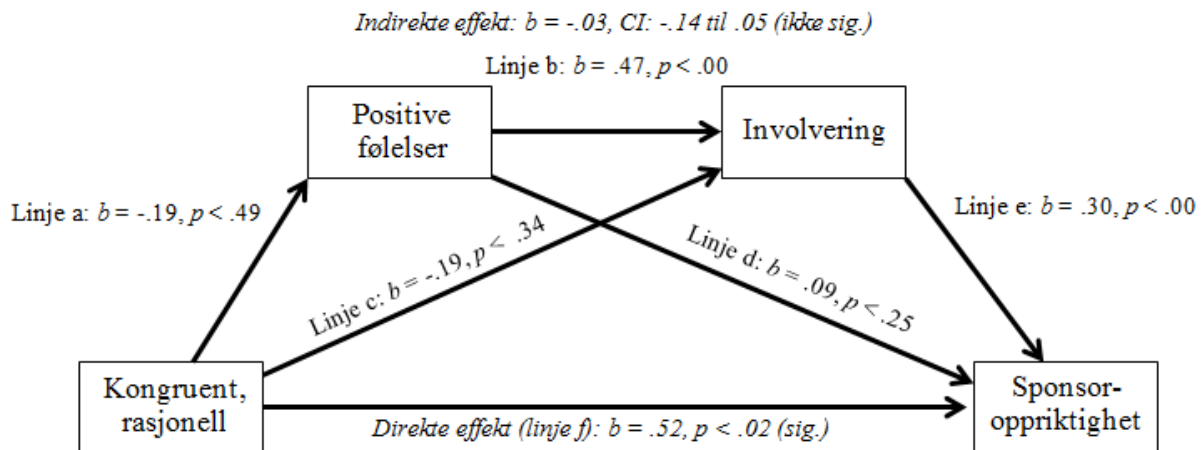 Indirekte effekt: b = -.03, CI: -.14 til .05 (ikke sig.)
Linje b: b = .47, p < .00
Positive
følelser
Involvering
Linje a: b = -.19, p < .49
Linje e: b = .30, p < .00
Linje c: b = -.19, p < .34
Linje d: b = .09, p < .25
Kongruent,
rasjonell
Sponsor-
oppriktighet
Direkte effekt (linje f): b = .52, p < .02 (sig.)